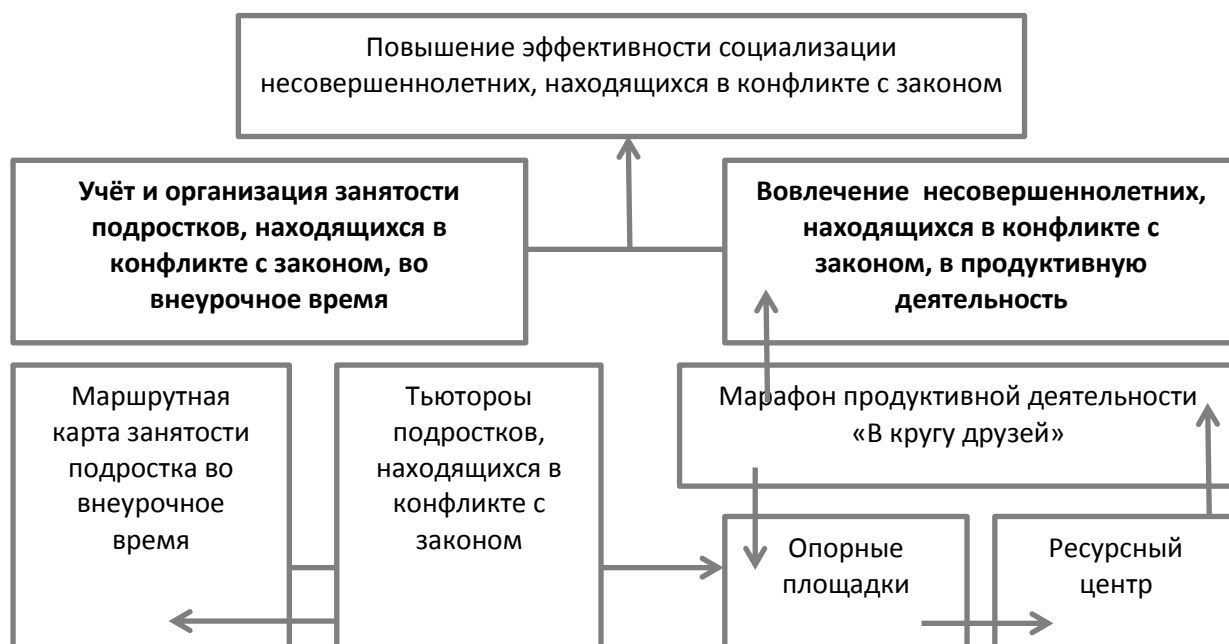 Повышение эффективности социализации
несовершеннолетних, находящихся в конфликте с законом
Учёт и организация занятости
подростков, находящихся в
конфликте с законом, во
внеурочное время
Вовлечение несовершеннолетних,
находящихся в конфликте с
законом, в продуктивную
деятельность
Маршрутная
карта занятости
подростка во
внеурочное
время
Тьютороы
подростков,
находящихся в
конфликте с
законом
Марафон продуктивной деятельности
«В кругу друзей»
Опорные
площадки
Ресурсный
центр